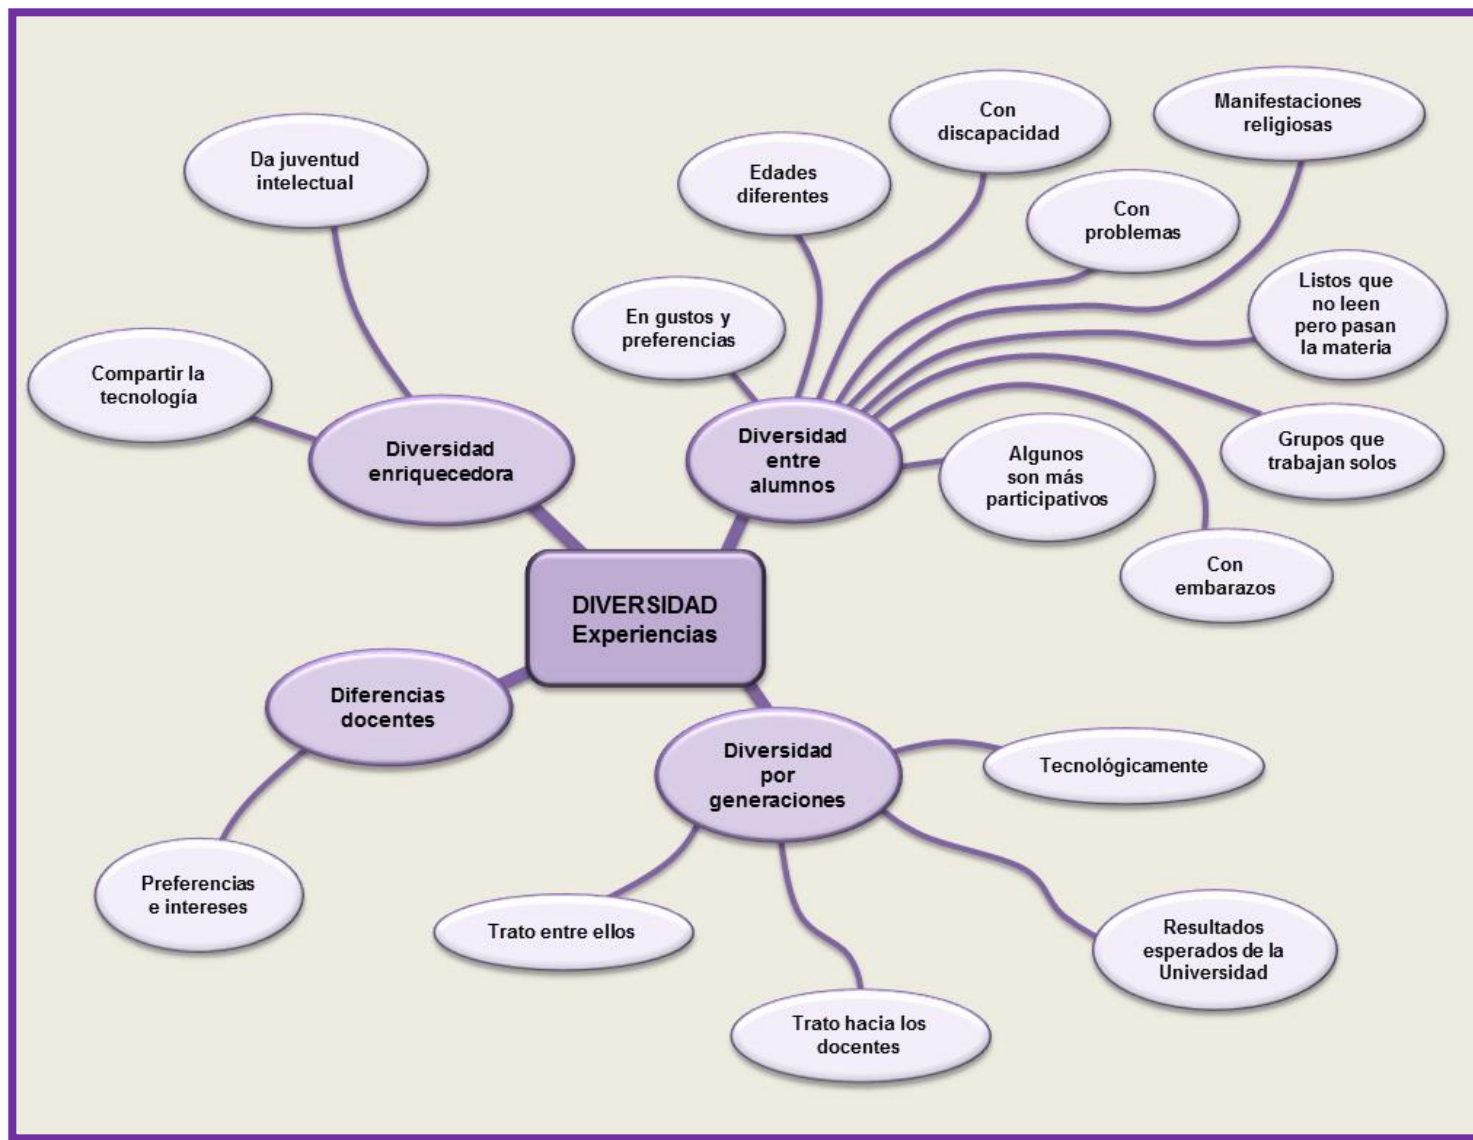 Da juventud
intelectual
Compartir la
tecnología
Diversidad
enriquecedora
Edades
diferentes
Con
discapacidad
Manifestaciones
religiosas
Con
problemas
En gustos y
preferencias
Listos que
no leen
pero pasan
la materia
Diversidad
entre
alumnos
Algunos
son más
participativos
Grupos que
trabajan solos
Con
embarazos
DIVERSIDAD
Experiencias
Diferencias
docentes
Preferencias
e intereses
Diversidad
por
generaciones
Tecnológicamente
Trato entre ellos
Resultados
esperados de la
Universidad
Trato hacia los
docentes